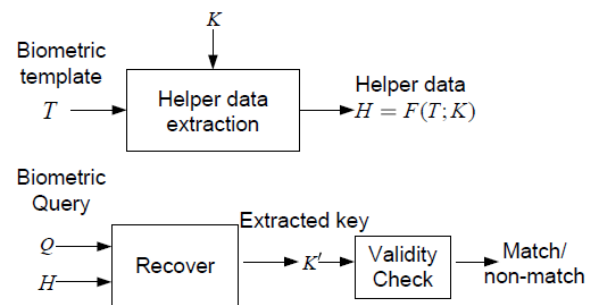 K
Biometric
template
T
Helper data
extraction
Helper data
H = F(T;K)
Biometric
Query
Q
H
Recover
Extracted key
K'
Validity
Check
Match/
non-match